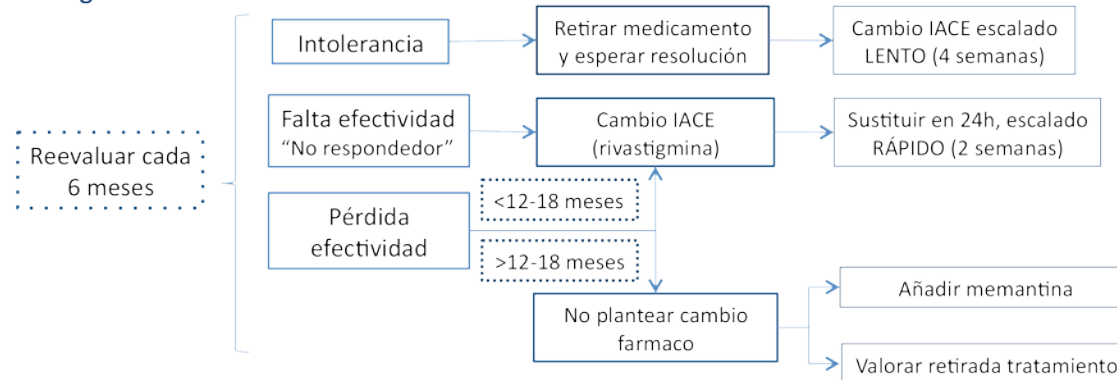 Reevaluar cada
6 meses
Intolerancia
Retirar medicamento
y esperar resolución
Cambio IACE escalado
LENTO (4 semanas)
Falta efectividad
“No respondedor”
Cambio IACE
(rivastigmina)
Sustituir en 24h, escalado
RÁPIDO (2 semanas)
Pérdida
efectividad
<12-18 meses
>12-18 meses
No plantear cambio
farmaco
Añadir memantina
Valorar retirada tratamiento